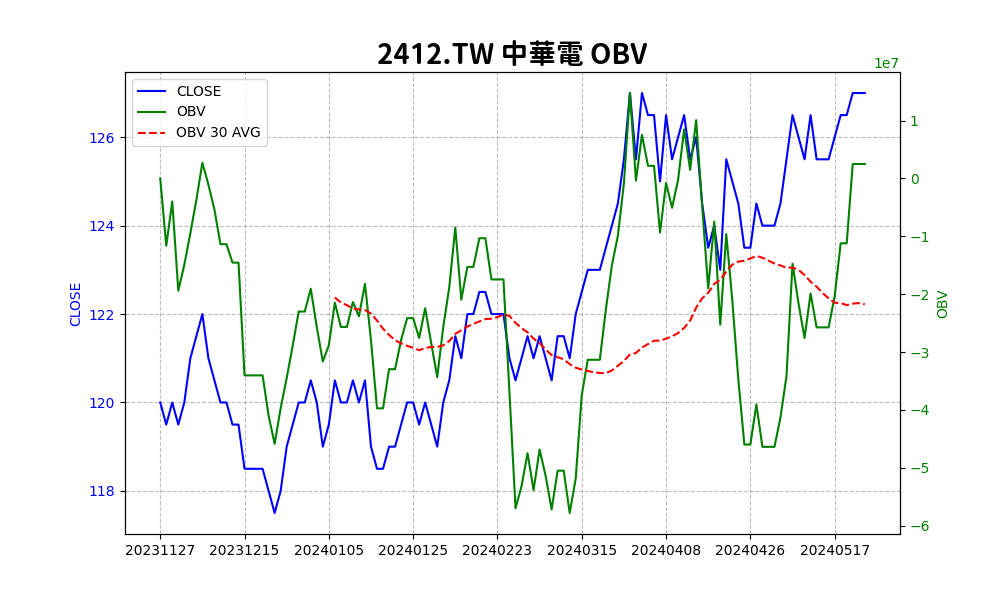 2412.TW 中華電 OBV
1e7
CLOSE
OBV
OBV 30 AVG
126
124
122
120
118
CLOSE
1
0
−1
−2
−3
−4
−5
−6
OBV
20231127 20231215 20240105 20240125 20240223 20240315 20240408 20240426 20240517